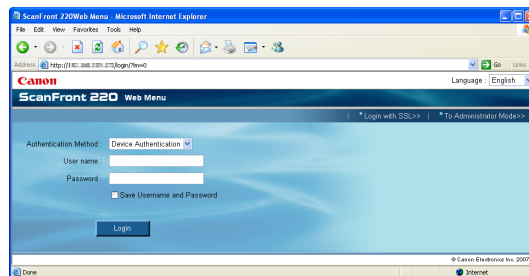 ScanFront 220Web Menu - Microsoft Internet Explorer
File Edit View Favorites Tools Help
Address http:// /login/?lnv=0 Go Links
Canon Language : English
ScanFront 220 Web Menu
| *Login with SSL>> | *To Administrator Mode>>
Authentication Method : Device Authentication
User name :
Password :
Save Username and Password
Login
© Canon Electronics Inc. 2007
Done Internet